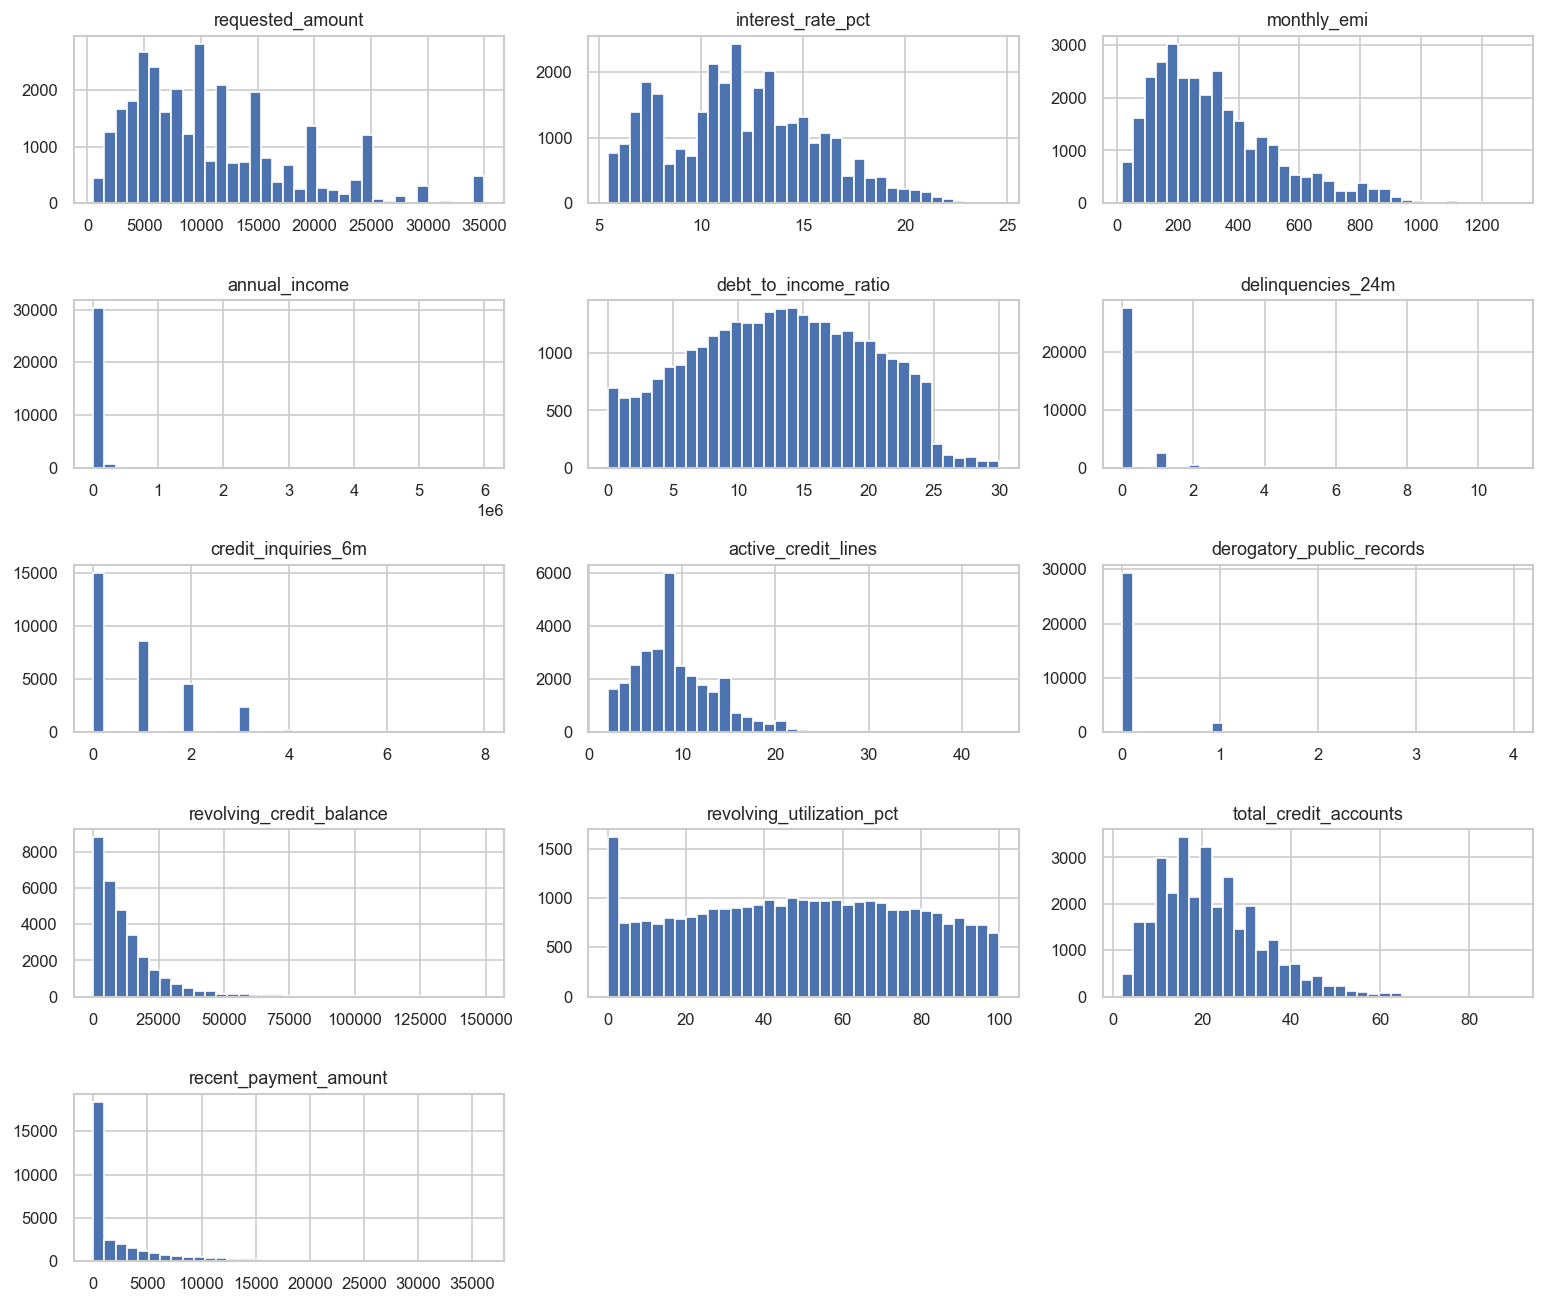 requested_amount interest_rate_pct monthly_emi
2000 1000 0
0 5000 10000 15000 20000 25000 30000 35000
2000 1000 0
5 10 15 20 25
3000 2000 1000 0
0 200 400 600 800 1000 1200
annual_income debt_to_income_ratio delinquencies_24m
30000 20000 10000 0
0 1 2 3 4 5 6
1e6
1000 500 0
0 5 10 15 20 25 30
20000 10000 0
0 2 4 6 8 10
credit_inquiries_6m active_credit_lines derogatory_public_records
15000 10000 5000 0
0 2 4 6 8
6000 4000 2000 0
0 10 20 30 40
30000 20000 10000 0
0 1 2 3 4
revolving_credit_balance revolving_utilization_pct total_credit_accounts
8000 6000 4000 2000 0
0 25000 50000 75000 100000 125000 150000
1500 1000 500 0
0 20 40 60 80 100
3000 2000 1000 0
0 20 40 60 80
recent_payment_amount
15000 10000 5000 0
0 5000 10000 15000 20000 25000 30000 35000